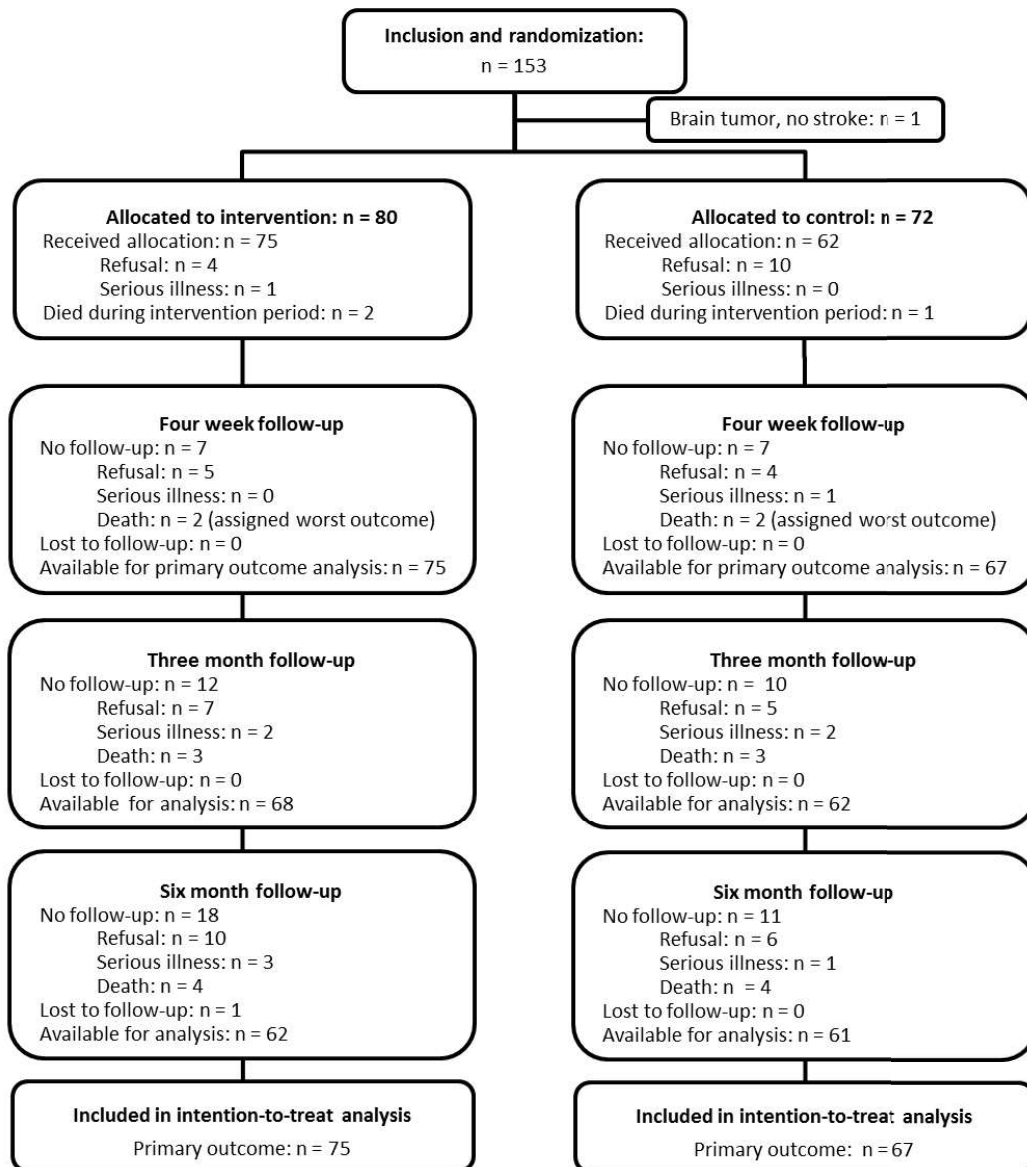 Inclusion and randomization:
n = 153
Brain tumor, no stroke: n = 1
Allocated to intervention: n = 80
Received allocation: n = 75
Refusal: n = 4
Serious illness: n = 1
Died during intervention period: n = 2
Allocated to control: n = 72
Received allocation: n = 62
Refusal: n = 10
Serious illness: n = 0
Died during intervention period: n = 1
Four week follow-up
No follow-up: n = 7
Refusal: n = 5
Serious illness: n = 0
Death: n = 2 (assigned worst outcome)
Lost to follow-up: n = 0
Available for primary outcome analysis: n = 75
Four week follow-up
No follow-up: n = 7
Refusal: n = 4
Serious illness: n = 1
Death: n = 2 (assigned worst outcome)
Lost to follow-up: n = 0
Available for primary outcome analysis: n = 67
Three month follow-up
No follow-up: n = 12
Refusal: n = 7
Serious illness: n = 2
Death: n = 3
Lost to follow-up: n = 0
Available for analysis: n = 68
Three month follow-up
No follow-up: n = 10
Refusal: n = 5
Serious illness: n = 2
Death: n = 3
Lost to follow-up: n = 0
Available for analysis: n = 62
Six month follow-up
No follow-up: n = 18
Refusal: n = 10
Serious illness: n = 3
Death: n = 4
Lost to follow-up: n = 1
Available for analysis: n = 62
Six month follow-up
No follow-up: n = 11
Refusal: n = 6
Serious illness: n = 1
Death: n = 4
Lost to follow-up: n = 0
Available for analysis: n = 61
Included in intention-to-treat analysis
Primary outcome: n = 75
Included in intention-to-treat analysis
Primary outcome: n = 67